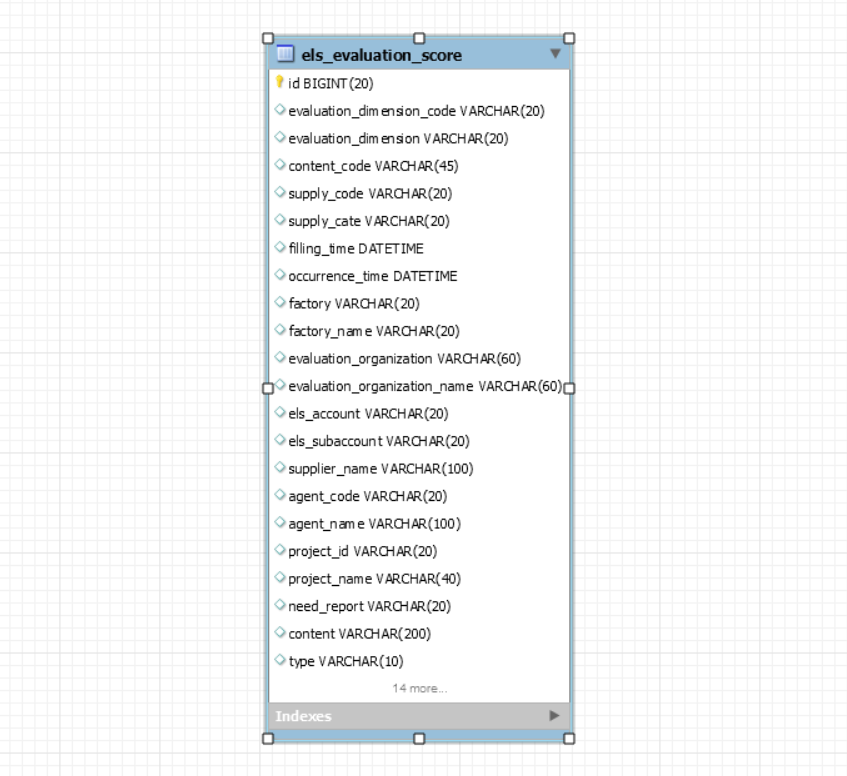 els_evaluation_score
id BIGINT(20)
evaluation_dimension_code VARCHAR(20)
evaluation_dimension VARCHAR(20)
content_code VARCHAR(45)
supply_code VARCHAR(20)
supply_cate VARCHAR(20)
filling_time DATETIME
occurrence_time DATETIME
factory VARCHAR(20)
factory_name VARCHAR(20)
evaluation_organization VARCHAR(60)
evaluation_organization_name VARCHAR(60)
els_account VARCHAR(20)
els_subaccount VARCHAR(20)
supplier_name VARCHAR(100)
agent_code VARCHAR(20)
agent_name VARCHAR(100)
project_id VARCHAR(20)
project_name VARCHAR(40)
need_report VARCHAR(20)
content VARCHAR(200)
type VARCHAR(10)
14 more...
Indexes